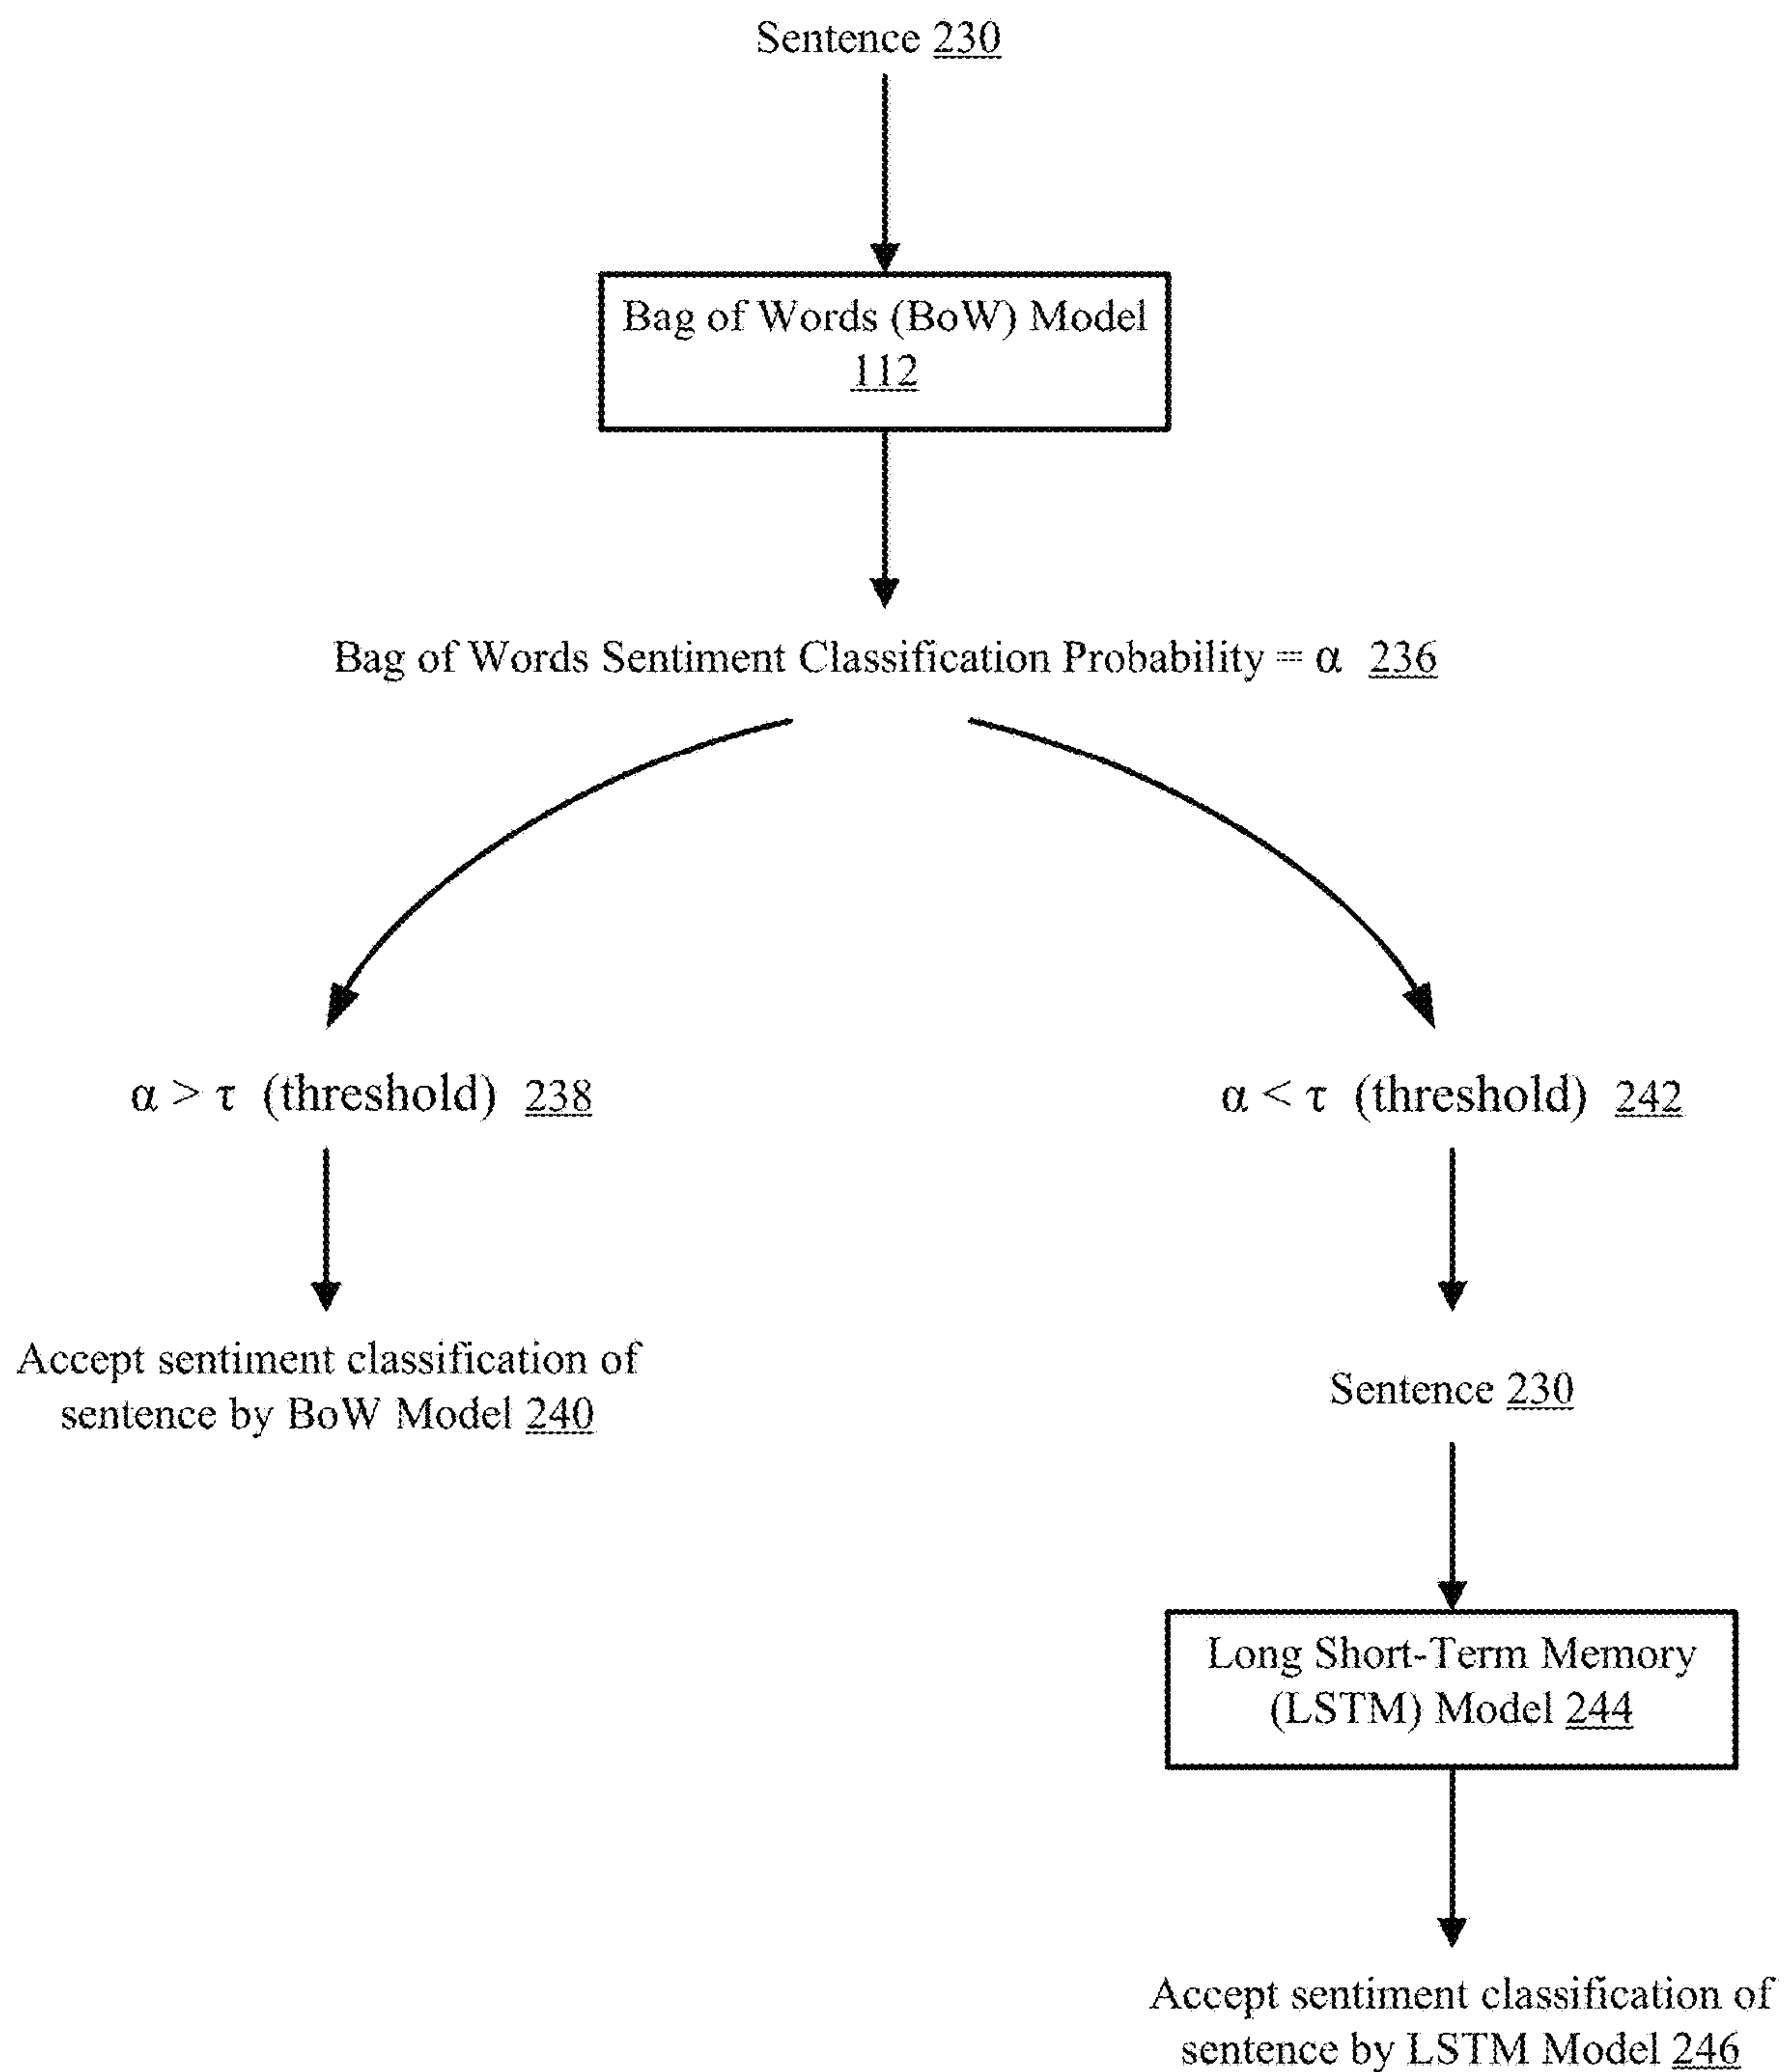 Sentence 230
Bag of Words (BoW) Model
112
Bag of Words Sentiment Classification Probability = α 236
α > τ (threshold) 238
α < τ (threshold) 242
Accept sentiment classification of
sentence by BoW Model 240
Sentence 230
Long Short-Term Memory
(LSTM) Model 244
Accept sentiment classification of
sentence by LSTM Model 246